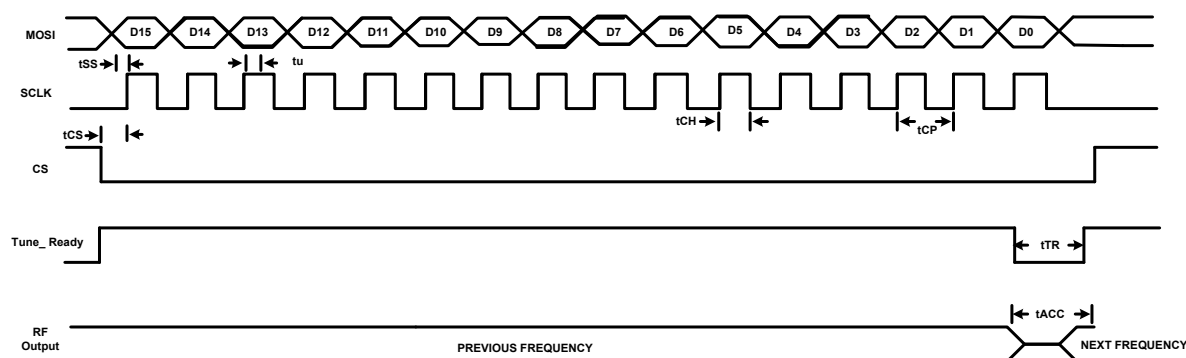 MOSI
D15 D14 D13 D12 D11 D10 D9 D8 D7 D6 D5 D4 D3 D2 D1 D0
tSS tu
SCLK
tCH tCP
tCS
CS
Tune_ Ready
tTR
tACC
RF
Output
PREVIOUS FREQUENCY NEXT FREQUENCY